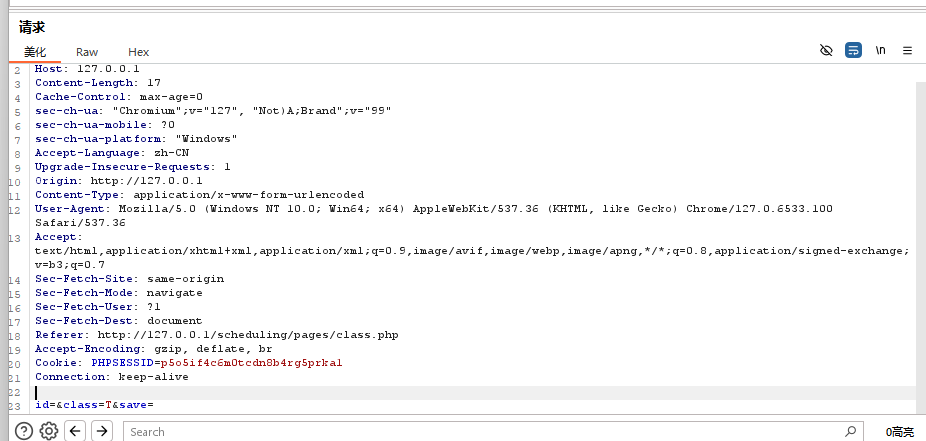 请求
美化 Raw Hex \n
2 Host: 127.0.0.1
3 Content-Length: 17
4 Cache-Control: max-age=0
5 sec-ch-ua: "Chromium";v="127", "Not)A;Brand";v="99"
6 sec-ch-ua-mobile: ?0
7 sec-ch-ua-platform: "Windows"
8 Accept-Language: zh-CN
9 Upgrade-Insecure-Requests: 1
10 Origin: http://127.0.0.1
11 Content-Type: application/x-www-form-urlencoded
12 User-Agent: Mozilla/5.0 (Windows NT 10.0; Win64; x64) AppleWebKit/537.36 (KHTML, like Gecko) Chrome/127.0.6533.100
Safari/537.36
13 Accept:
text/html,application/xhtml+xml,application/xml;q=0.9,image/avif,image/webp,image/apng,*/*;q=0.8,application/signed-exchange;
v=b3;q=0.7
14 Sec-Fetch-Site: same-origin
15 Sec-Fetch-Mode: navigate
16 Sec-Fetch-User: ?1
17 Sec-Fetch-Dest: document
18 Referer: http://127.0.0.1/scheduling/pages/class.php
19 Accept-Encoding: gzip, deflate, br
20 Cookie: PHPSESSID=p5o5if4c6m0tcdn8b4rg5prkal
21 Connection: keep-alive
22
23 id=&class=T&save=
Search 0高亮